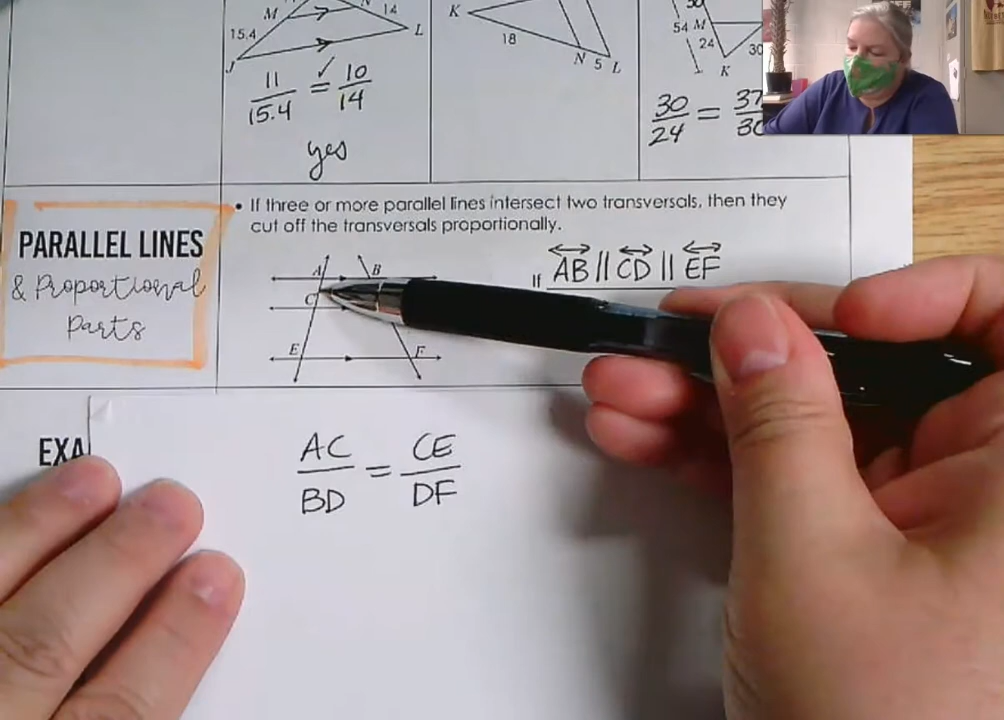 M
14
L
15.4
J
11/15.4 = 10/14
✓
yes
K
18
N 5 L
54 M
24
30
K
30/24 = 37/30
PARALLEL LINES
& Proportional
Parts
• If three or more parallel lines intersect two transversals, then they
cut off the transversals proportionally.
A
B
C
E
F
If AB || CD || EF
EXA
AC/BD = CE/DF